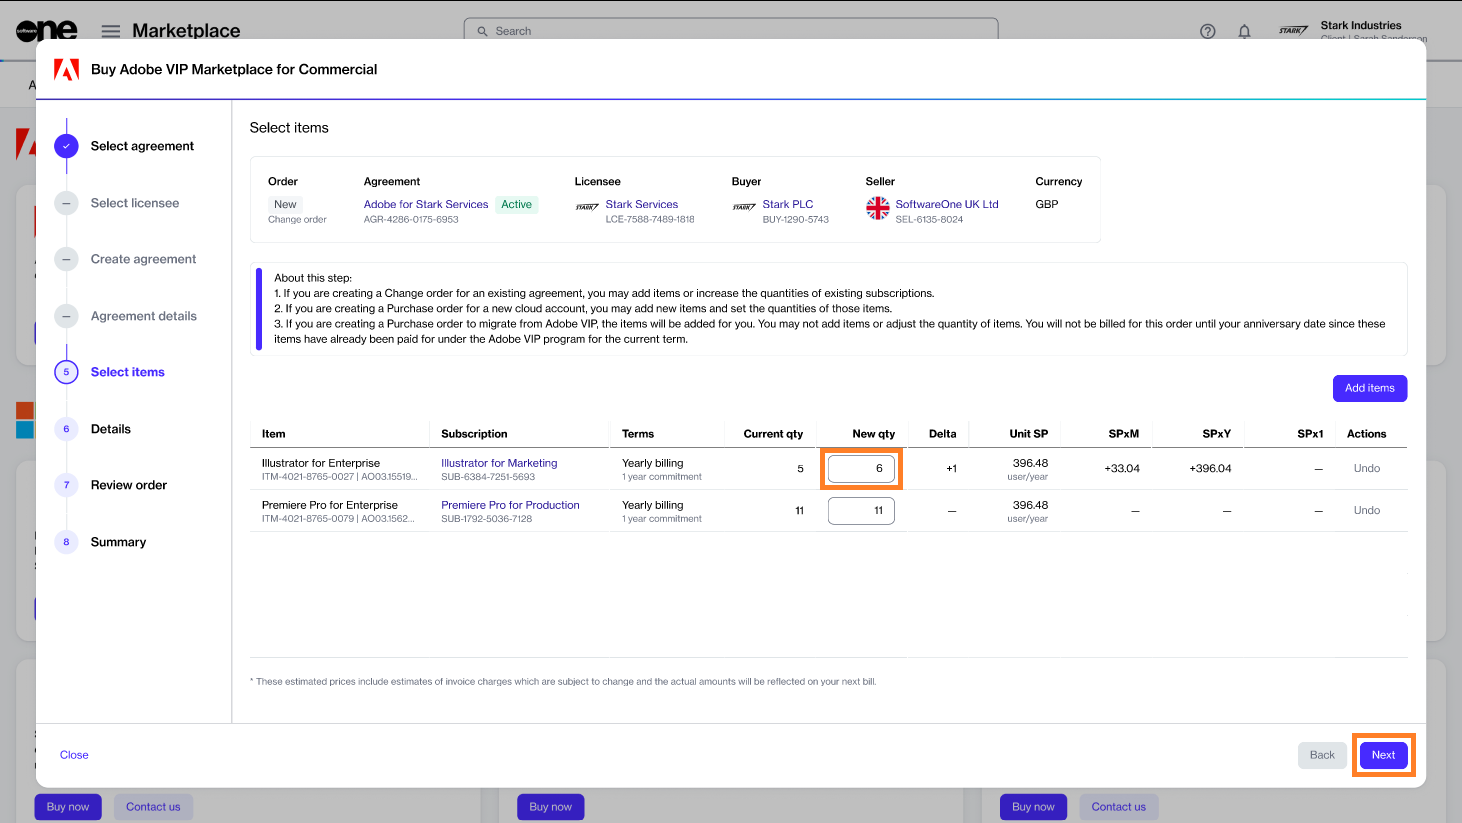 software one
Marketplace
Search
STARK
Stark Industries
Client | Sarah Sanderson
Buy Adobe VIP Marketplace for Commercial
Select agreement
Select licensee
Create agreement
Agreement details
5 Select items
6 Details
7 Review order
8 Summary
Select items
Order Agreement Licensee Buyer Seller Currency
New Adobe for Stark Services Active STARK Stark Services STARK Stark PLC SoftwareOne UK Ltd GBP
Change order AGR-4286-0175-6953 LCE-7588-7489-1818 BUY-1290-5743 SEL-6135-8024
About this step:
1. If you are creating a Change order for an existing agreement, you may add items or increase the quantities of existing subscriptions.
2. If you are creating a Purchase order for a new cloud account, you may add new items and set the quantities of those items.
3. If you are creating a Purchase order to migrate from Adobe VIP, the items will be added for you. You may not add items or adjust the quantity of items. You will not be billed for this order until your anniversary date since these
items have already been paid for under the Adobe VIP program for the current term.
Add items
Item Subscription Terms Current qty New qty Delta Unit SP SPxM SPxY SPx1 Actions
Illustrator for Enterprise Illustrator for Marketing Yearly billing 5 6 +1 396.48 +33.04 +396.04 — Undo
ITM-4021-8765-0027 | AO03.15519... SUB-6384-7251-5693 1 year commitment user/year
Premiere Pro for Enterprise Premiere Pro for Production Yearly billing 11 11 — 396.48 — — — Undo
ITM-4021-8765-0079 | AO03.1562... SUB-1792-5036-7128 1 year commitment user/year
* These estimated prices include estimates of invoice charges which are subject to change and the actual amounts will be reflected on your next bill.
Close Back Next
Buy now Contact us Buy now Buy now Contact us